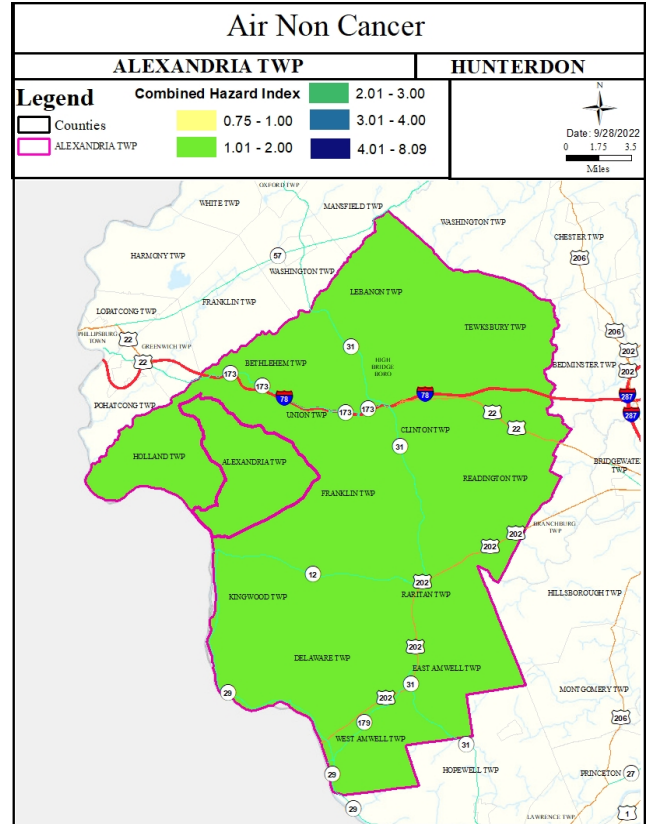 Air Non Cancer
ALEXANDRIA TWP
HUNTERDON
Legend
Counties
ALEXANDRIA TWP
Combined Hazard Index
0.75 - 1.00
1.01 - 2.00
2.01 - 3.00
3.01 - 4.00
4.01 - 8.09
N
Date: 9/28/2022
0 1.75 3.5
Miles
OXFORD TWP
WHITE TWP
MANSFIELD TWP
WASHINGTON TWP
CHESTER TWP
206
HARMONY TWP
57
WASHINGTON TWP
LEBANON TWP
FRANKLIN TWP
LOPATCONG TWP
TEWKSBURY TWP
PHILLIPSBURG
TOWN
22
GREENWICH TWP
22
31
206
202
BETHLEHEM TWP
HIGH
BRIDGE
BORO
BEDMINSTER TWP
202
173
173
78
78
287
POHATCONG TWP
UNION TWP
173
173
22
22
287
CLINTON TWP
31
HOLLAND TWP
ALEXANDRIA TWP
BRIDGEWATE
TWP
FRANKLIN TWP
READINGTON TWP
BRANCHBURG
TWP
202
202
12
202
KINGWOOD TWP
RARITAN TWP
HILLSBOROUGH TWP
202
DELAWARE TWP
EAST AMWELL TWP
31
29
202
MONTGOMERY TWP
206
179
WEST AMWELL TWP
31
29
HOPEWELL TWP
PRINCETON
27
29
LAWRENCE TWP
1